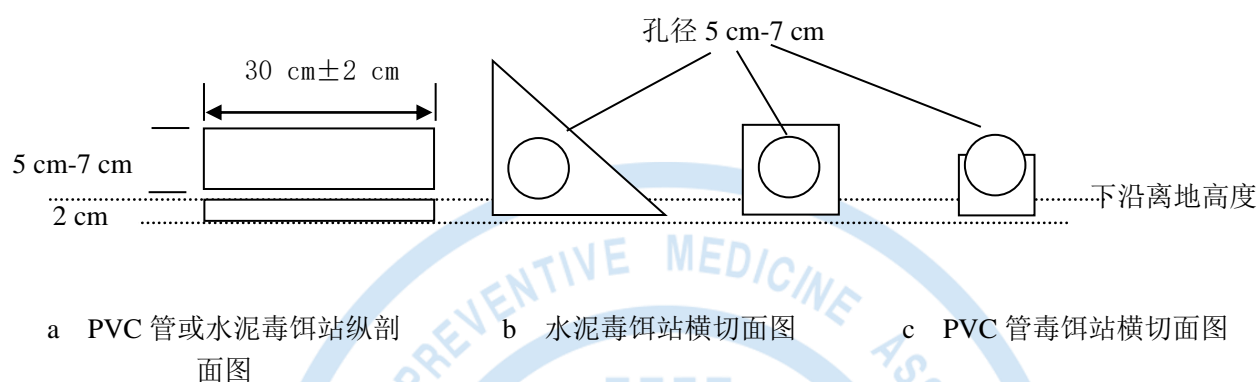 孔径 5 cm-7 cm
30 cm±2 cm
5 cm-7 cm
2 cm
下沿离地高度
PREVENTIVE MEDICINE ASSO
a PVC 管或水泥毒饵站纵剖
面图
b 水泥毒饵站横切面图
c PVC 管毒饵站横切面图